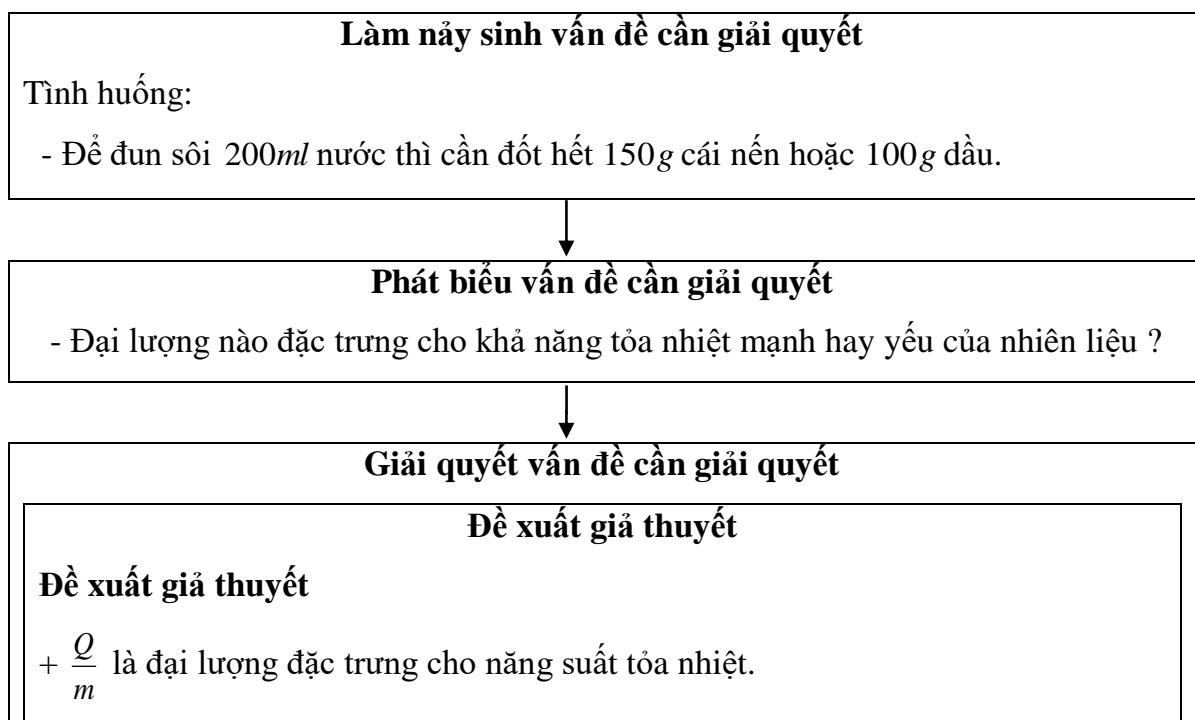 Làm nảy sinh vấn đề cần giải quyết
Tình huống:
- Để đun sôi 200ml nước thì cần đốt hết 150g cái nến hoặc 100g dầu.
Phát biểu vấn đề cần giải quyết
- Đại lượng nào đặc trưng cho khả năng tỏa nhiệt mạnh hay yếu của nhiên liệu ?
Giải quyết vấn đề cần giải quyết
Đề xuất giả thuyết
Đề xuất giả thuyết
+ Q/m là đại lượng đặc trưng cho năng suất tỏa nhiệt.